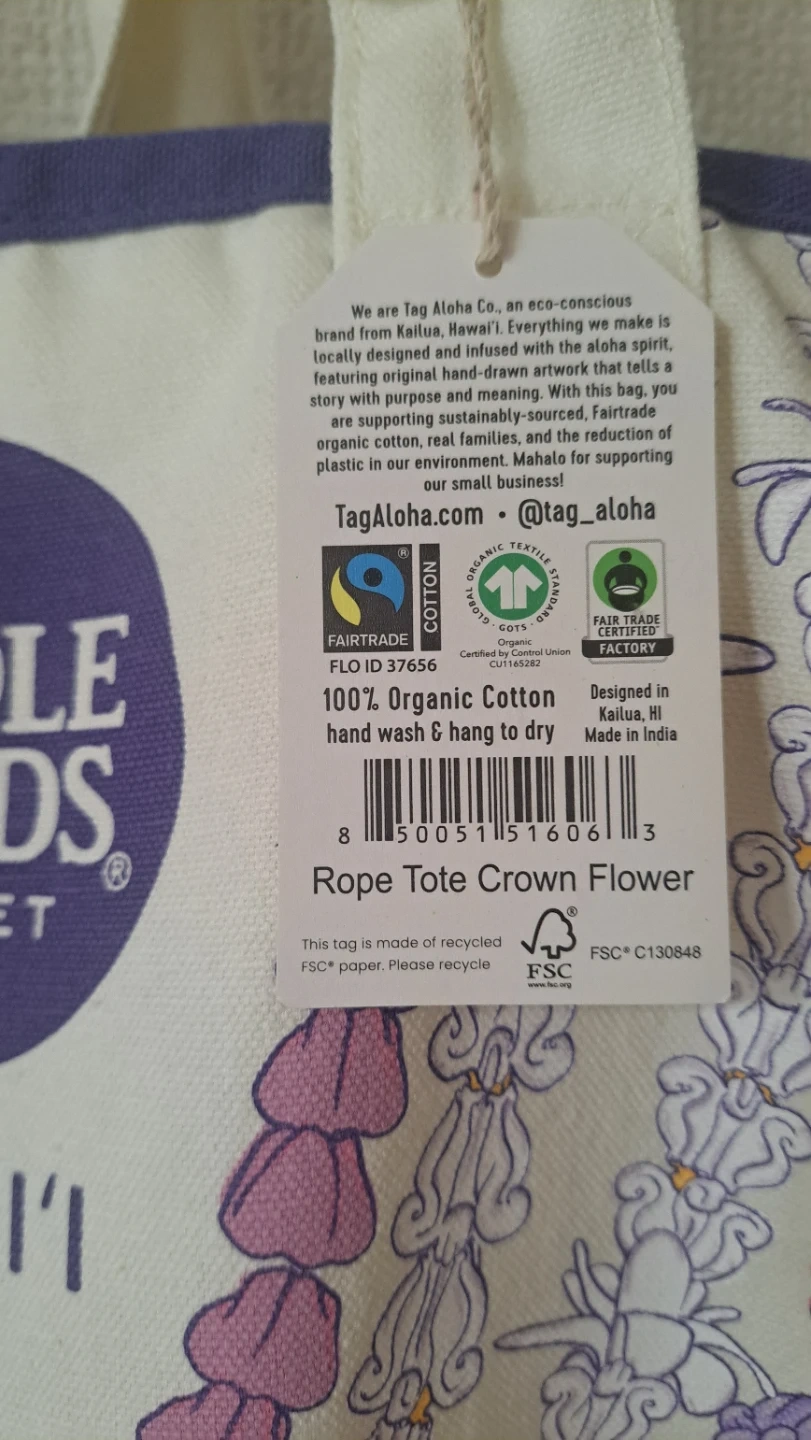 We are Tag Aloha Co., an eco-conscious
brand from Kailua, Hawai'i. Everything we make is
locally designed and infused with the aloha spirit,
featuring original hand-drawn artwork that tells a
story with purpose and meaning. With this bag, you
are supporting sustainably-sourced, Fairtrade
organic cotton, real families, and the reduction of
plastic in our environment. Mahalo for supporting
our small business!
TagAloha.com • @tag_aloha
FAIRTRADE ®
COTTON
FLO ID 37656
GLOBAL ORGANIC TEXTILE STANDARD · GOTS ·
Organic
Certified by Control Union
CU1165282
FAIR TRADE
CERTIFIED™
FACTORY
100% Organic Cotton
hand wash & hang to dry
Designed in
Kailua, HI
Made in India
8 50051 51606 3
Rope Tote Crown Flower
This tag is made of recycled
FSC® paper. Please recycle
®
FSC
www.fsc.org
FSC® C130848
LE
DS®
ET
I'I